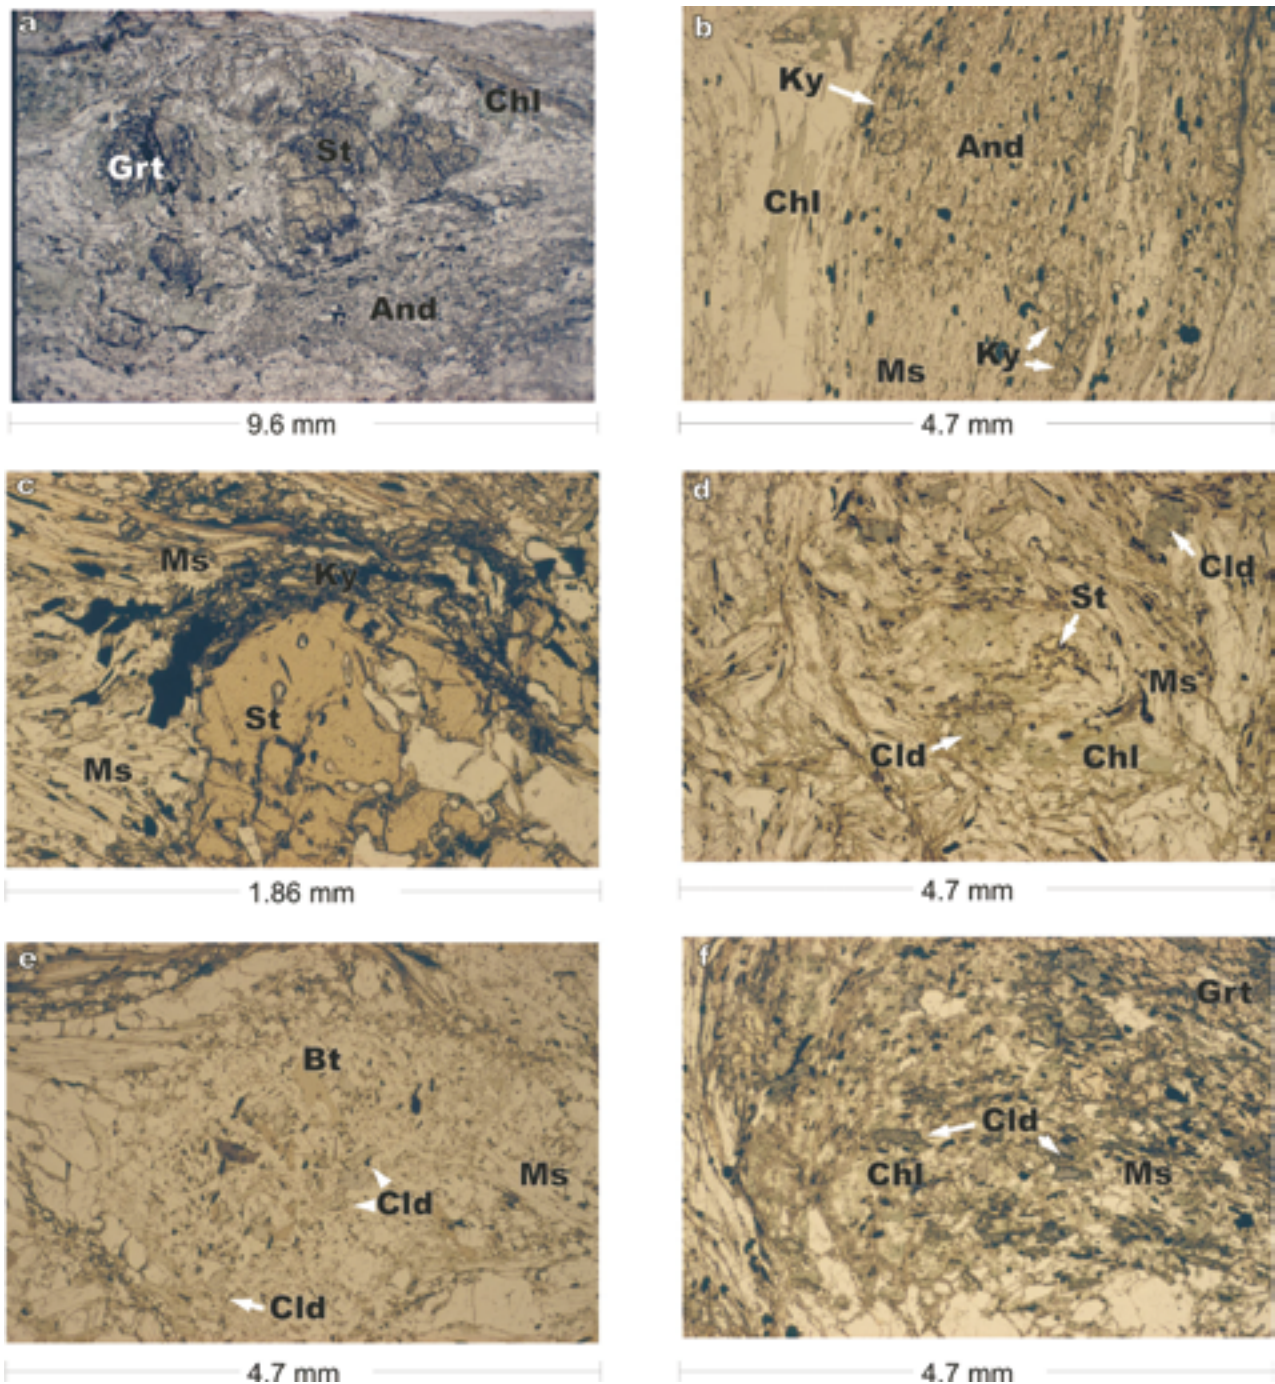 a
Chl
Grt
St
And
9.6 mm
b
Ky
And
Chl
Ky
Ms
4.7 mm
c
Ms
Ky
St
Ms
1.86 mm
d
Cld
St
Ms
Cld
Chl
4.7 mm
e
Bt
Ms
Cld
Cld
4.7 mm
f
Grt
Cld
Chl
Ms
4.7 mm